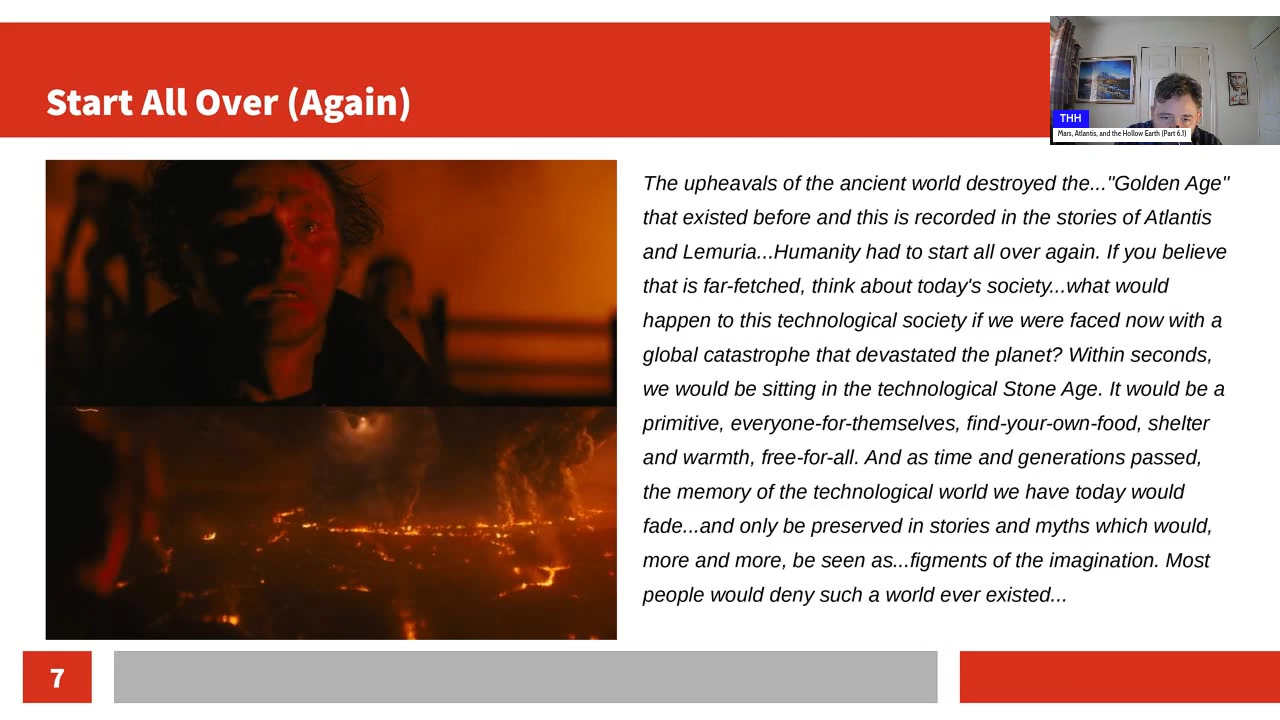 Start All Over (Again)
THH
Mars, Atlantis, and the Hollow Earth (Part 6.1)
The upheavals of the ancient world destroyed the..."Golden Age"
that existed before and this is recorded in the stories of Atlantis
and Lemuria...Humanity had to start all over again. If you believe
that is far-fetched, think about today's society...what would
happen to this technological society if we were faced now with a
global catastrophe that devastated the planet? Within seconds,
we would be sitting in the technological Stone Age. It would be a
primitive, everyone-for-themselves, find-your-own-food, shelter
and warmth, free-for-all. And as time and generations passed,
the memory of the technological world we have today would
fade...and only be preserved in stories and myths which would,
more and more, be seen as...figments of the imagination. Most
people would deny such a world ever existed...
7